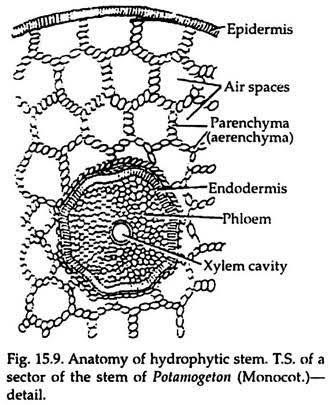 Epidermis
Air spaces
Parenchyma
(aerenchyma)
Endodermis
Phloem
Xylem cavity
Fig. 15.9. Anatomy of hydrophytic stem. T.S. of a
sector of the stem of Potamogeton (Monocot.)—
detail.